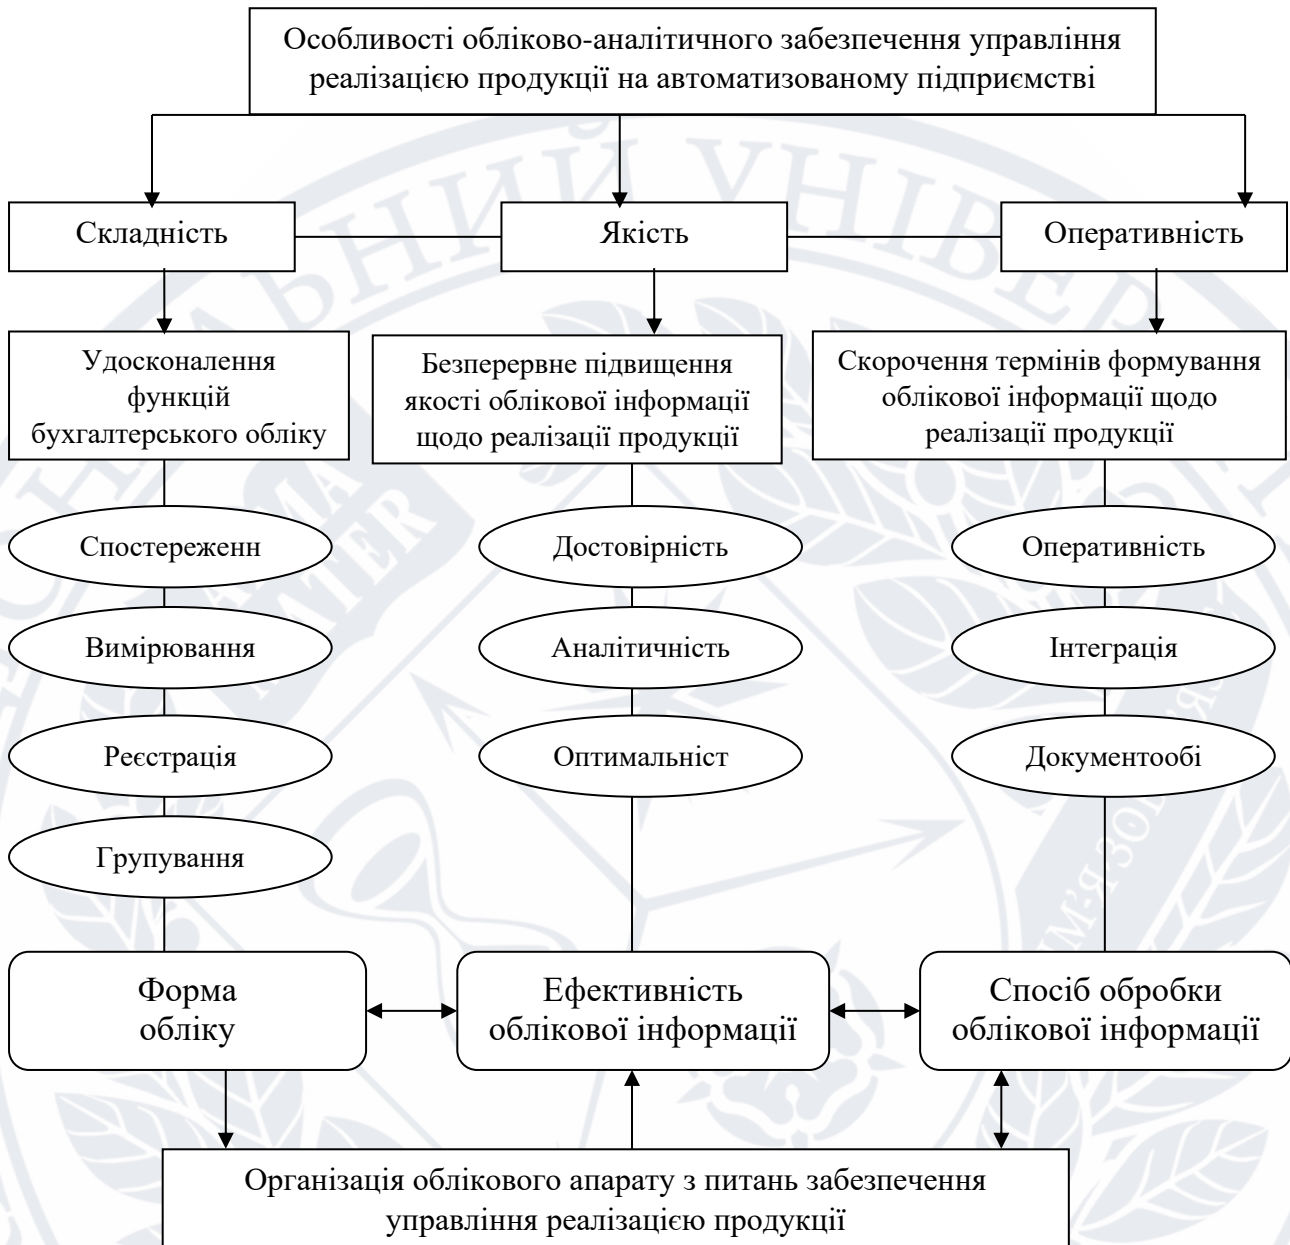 Особливості обліково-аналітичного забезпечення управління
реалізацією продукції на автоматизованому підприємстві
Складність
Якість
Оперативність
Удосконалення
функцій
бухгалтерського обліку
Безперервне підвищення
якості облікової інформації
щодо реалізації продукції
Скорочення термінів формування
облікової інформації щодо
реалізації продукції
Спостереженн
Достовірність
Оперативність
Вимірювання
Аналітичність
Інтеграція
Реєстрація
Оптимальніст
Документообі
Групування
Форма
обліку
Ефективність
облікової інформації
Спосіб обробки
облікової інформації
Організація облікового апарату з питань забезпечення
управління реалізацією продукції
ALMA
MATER